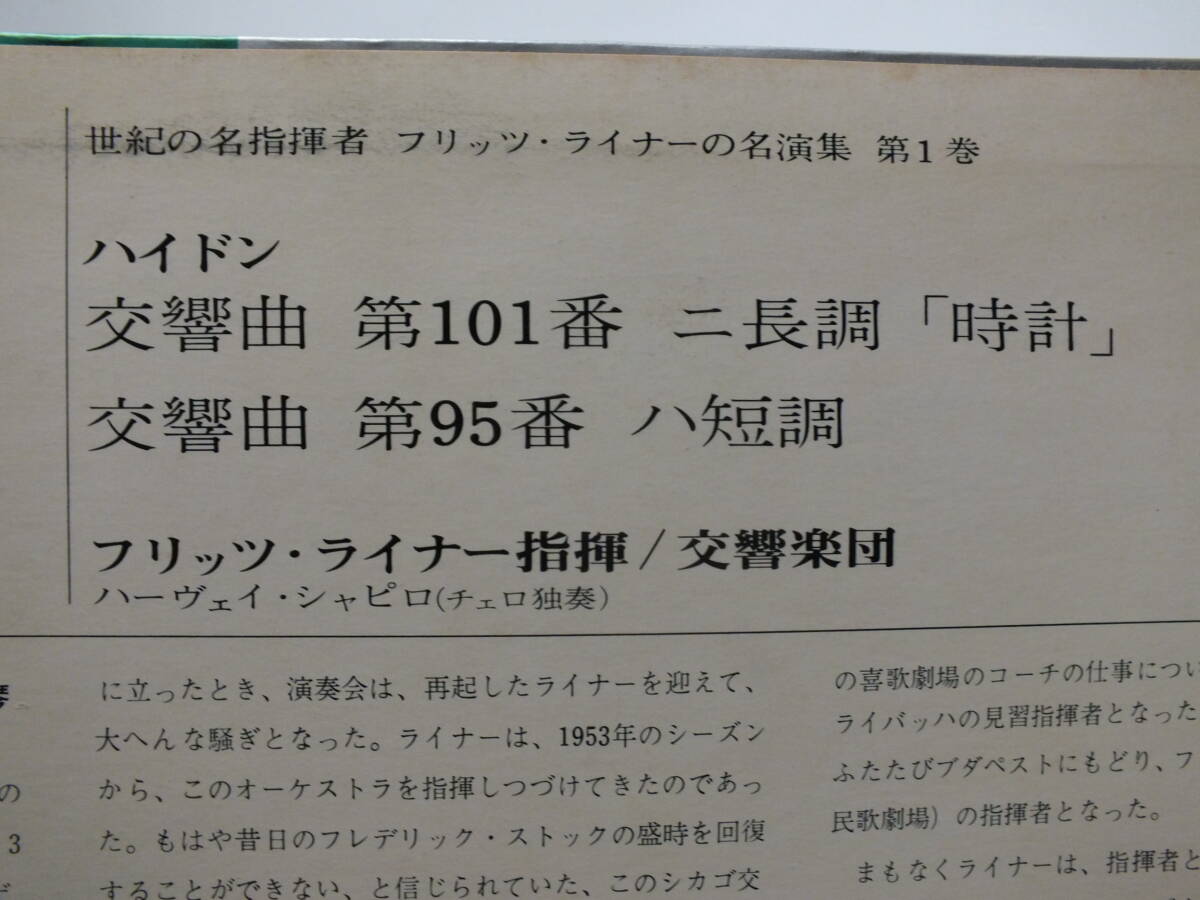 世紀の名指揮者 フリッツ・ライナーの名演集 第1巻
ハイドン
交響曲 第101番 ニ長調「時計」
交響曲 第95番 ハ短調
フリッツ・ライナー指揮/交響楽団
ハーヴェイ・シャピロ(チェロ独奏)
の
3
に立ったとき、演奏会は、再起したライナーを迎えて、
大へんな騒ぎとなった。ライナーは、1953年のシーズン
から、このオーケストラを指揮しつづけてきたのであっ
た。もはや昔日のフレデリック・ストックの盛時を回復
することができない、と信じられていた、このシカゴ交
の喜歌劇場のコーチの仕事につい
ライバッハの見習指揮者となった
ふたたびブダペストにもどり、フ
民歌劇場）の指揮者となった。
まもなくライナーは、指揮者と